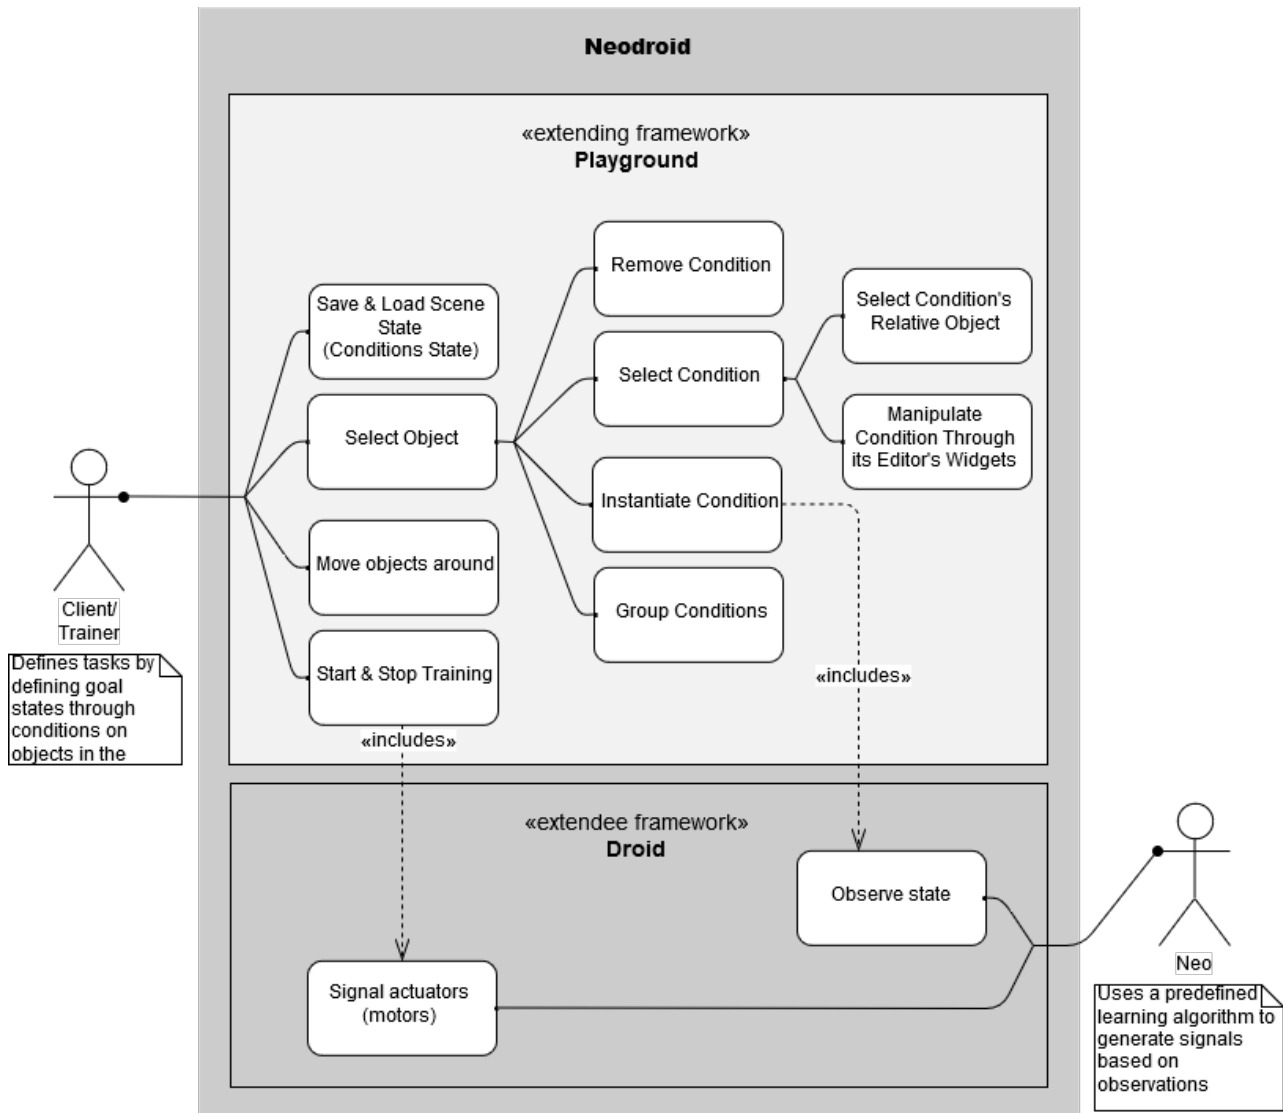 Neodroid
«extending framework»
Playground
Remove Condition
Save & Load Scene
State
(Conditions State)
Select Condition's
Relative Object
Select Condition
Select Object
Manipulate
Condition Through
its Editor's Widgets
Instantiate Condition
Move objects around
Group Conditions
Client/
Trainer
Start & Stop Training
Defines tasks by
defining goal
states through
conditions on
objects in the
«includes»
«includes»
«extendee framework»
Droid
Observe state
Signal actuators
(motors)
Neo
Uses a predefined
learning algorithm to
generate signals
based on
observations